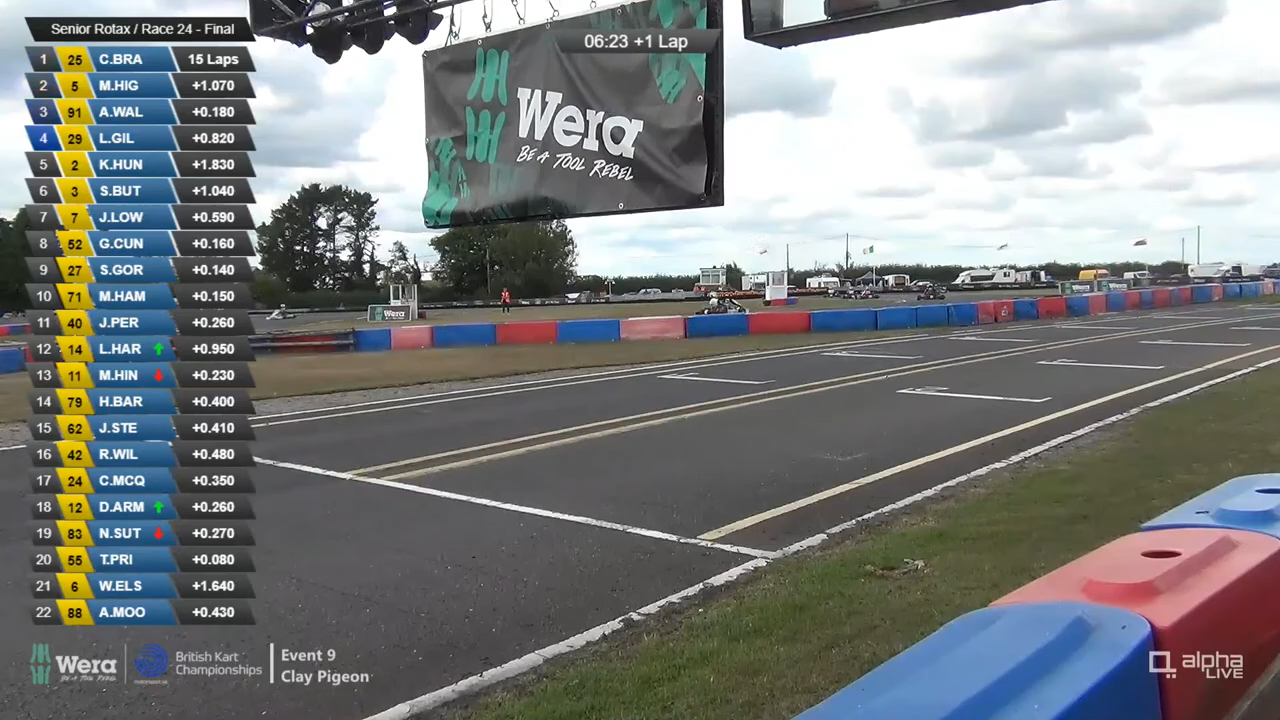 Senior Rotax / Race 24 - Final
06:23 +1 Lap
1 25 C.BRA 15 Laps
2 5 M.HIG +1.070
3 91 A.WAL +0.180
4 29 L.GIL +0.820
5 2 K.HUN +1.830
6 3 S.BUT +1.040
7 7 J.LOW +0.590
8 52 G.CUN +0.160
9 27 S.GOR +0.140
10 71 M.HAM +0.150
11 40 J.PER +0.260
12 14 L.HAR +0.950
13 11 M.HIN +0.230
14 79 H.BAR +0.400
15 62 J.STE +0.410
16 42 R.WIL +0.480
17 24 C.MCQ +0.350
18 12 D.ARM +0.260
19 83 N.SUT +0.270
20 55 T.PRI +0.080
21 6 W.ELS +1.640
22 88 A.MOO +0.430
Wera
BE A TOOL REBEL
Wera
Wera
Wera
BE A TOOL REBEL
British Kart
Championships
Event 9
Clay Pigeon
alpha
LIVE